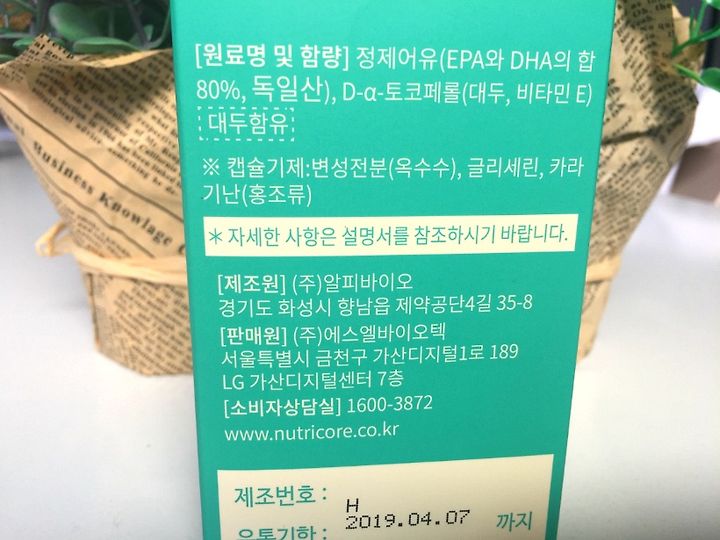 [원료명 및 함량] 정제어유(EPA와 DHA의 합
80%, 독일산), D-α-토코페롤(대두, 비타민 E)
대두함유
※ 캡슐기제:변성전분(옥수수), 글리세린, 카라
기난(홍조류)
* 자세한 사항은 설명서를 참조하시기 바랍니다.
[제조원] (주)알피바이오
경기도 화성시 향남읍 제약공단4길 35-8
[판매원] (주)에스엘바이오텍
서울특별시 금천구 가산디지털1로 189
LG 가산디지털센터 7층
[소비자상담실] 1600-3872
www.nutricore.co.kr
제조번호 : H
유통기한 : 2019.04.07 까지
Business Knowlage